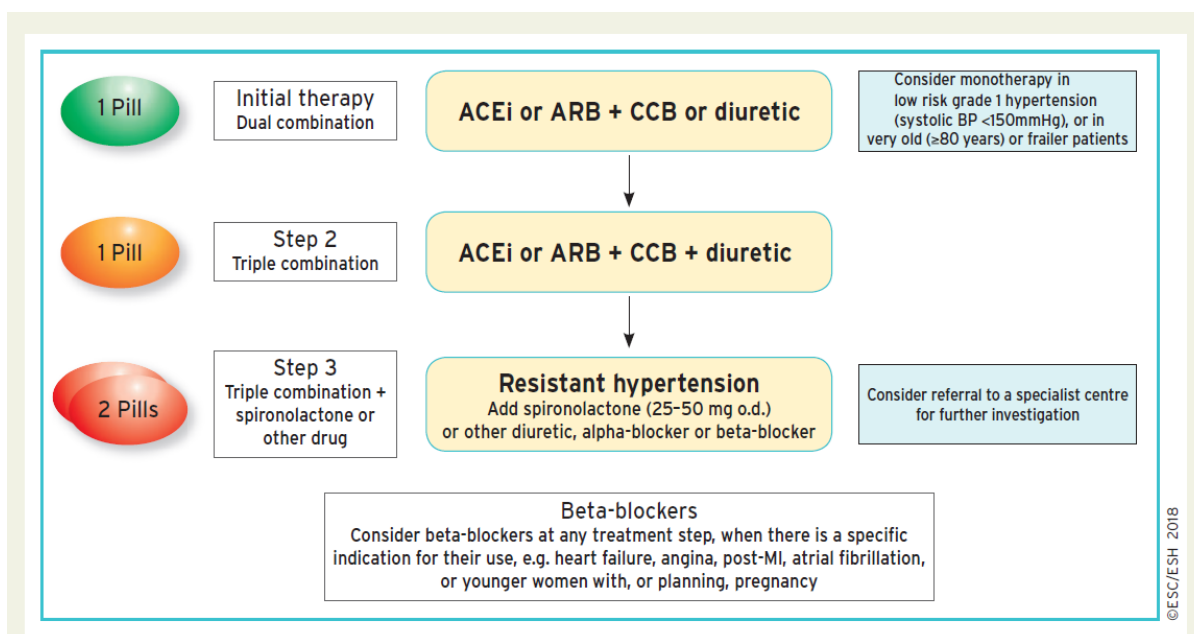 1 Pill
Initial therapy
Dual combination
ACEi or ARB + CCB or diuretic
Consider monotherapy in
low risk grade 1 hypertension
(systolic BP <150mmHg), or in
very old (≥80 years) or frailer patients
1 Pill
Step 2
Triple combination
ACEi or ARB + CCB + diuretic
2 Pills
Step 3
Triple combination +
spironolactone or
other drug
Resistant hypertension
Add spironolactone (25–50 mg o.d.)
or other diuretic, alpha-blocker or beta-blocker
Consider referral to a specialist centre
for further investigation
Beta-blockers
Consider beta-blockers at any treatment step, when there is a specific
indication for their use, e.g. heart failure, angina, post-MI, atrial fibrillation,
or younger women with, or planning, pregnancy
©ESC/ESH 2018